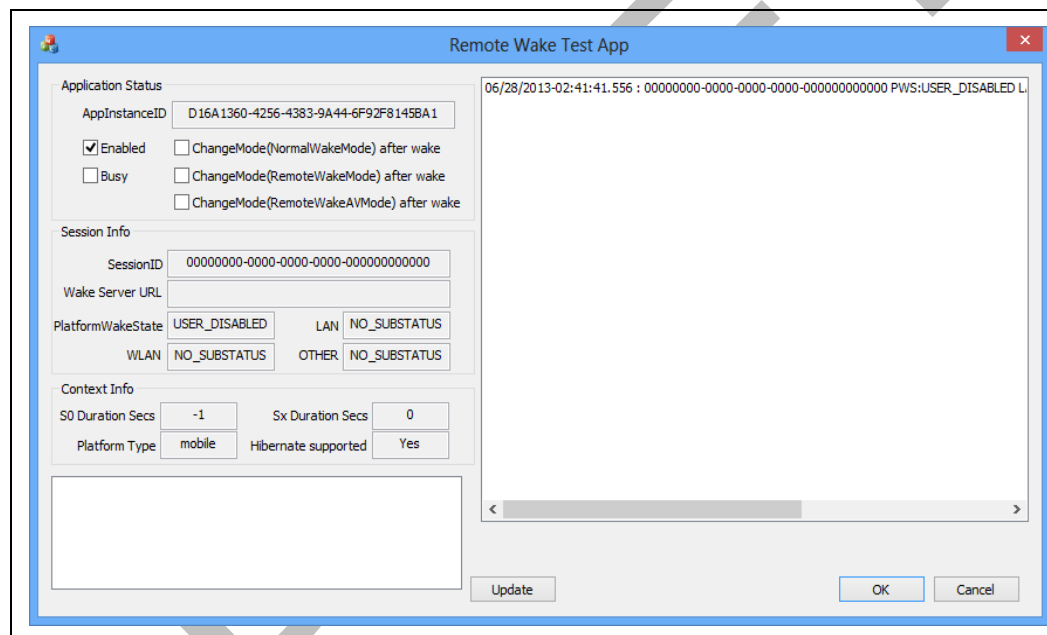 Remote Wake Test App
Application Status
AppInstanceID D16A1360-4256-4383-9A44-6F92F8145BA1
Enabled ChangeMode(NormalWakeMode) after wake
Busy ChangeMode(RemoteWakeMode) after wake
ChangeMode(RemoteWakeAVMode) after wake
Session Info
SessionID 00000000-0000-0000-0000-000000000000
Wake Server URL
PlatformWakeState USER_DISABLED LAN NO_SUBSTATUS
WLAN NO_SUBSTATUS OTHER NO_SUBSTATUS
Context Info
S0 Duration Secs -1 Sx Duration Secs 0
Platform Type mobile Hibernate supported Yes
06/28/2013-02:41:41.556 : 00000000-0000-0000-0000-000000000000 PWS:USER_DISABLED L
Update OK Cancel